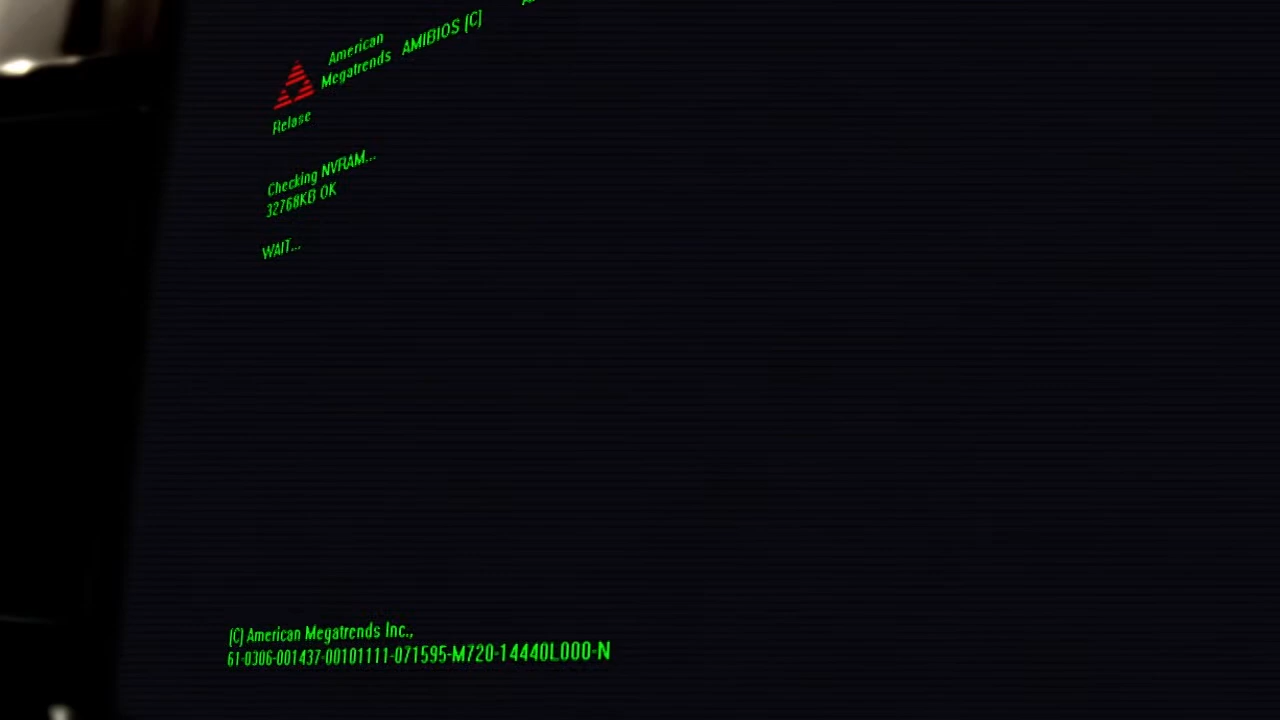 American
Megatrends
AMIBIOS (C)
Relase
Checking NVRAM...
32768KB OK
WAIT...
(C) American Megatrends Inc.,
61-0306-001437-00101111-071595-M720-14440L000-N